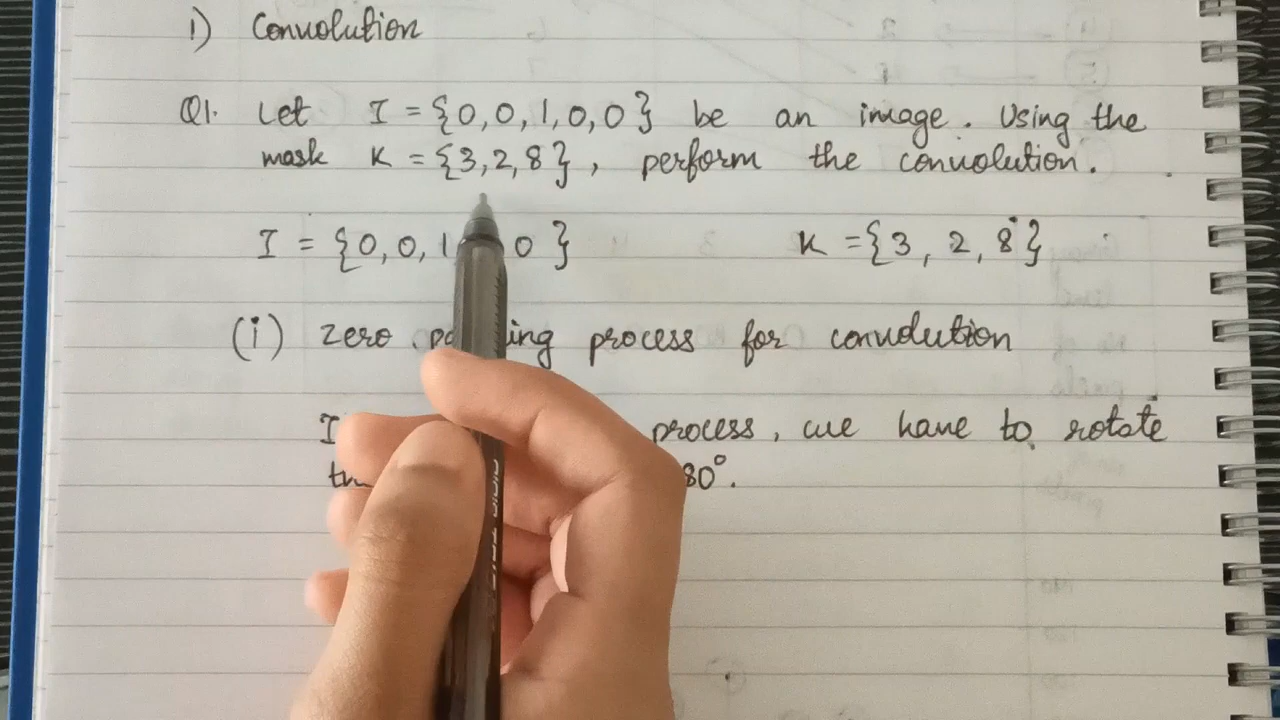 1) Convolution
Q1. Let I = {0, 0, 1, 0, 0} be an image. Using the
mask K = {3, 2, 8}, perform the convolution.
I = {0, 0, 1 0 } K = {3, 2, 8}
(i) zero process for convolution
process, we have to rotate
80°.